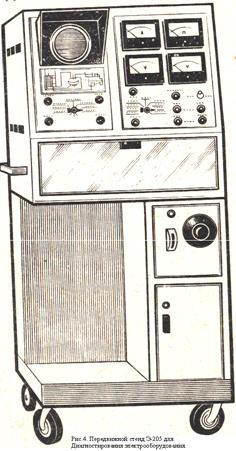 Рис.4. Передвижной стенд Э-205 для
Диагностирования электрооборудования